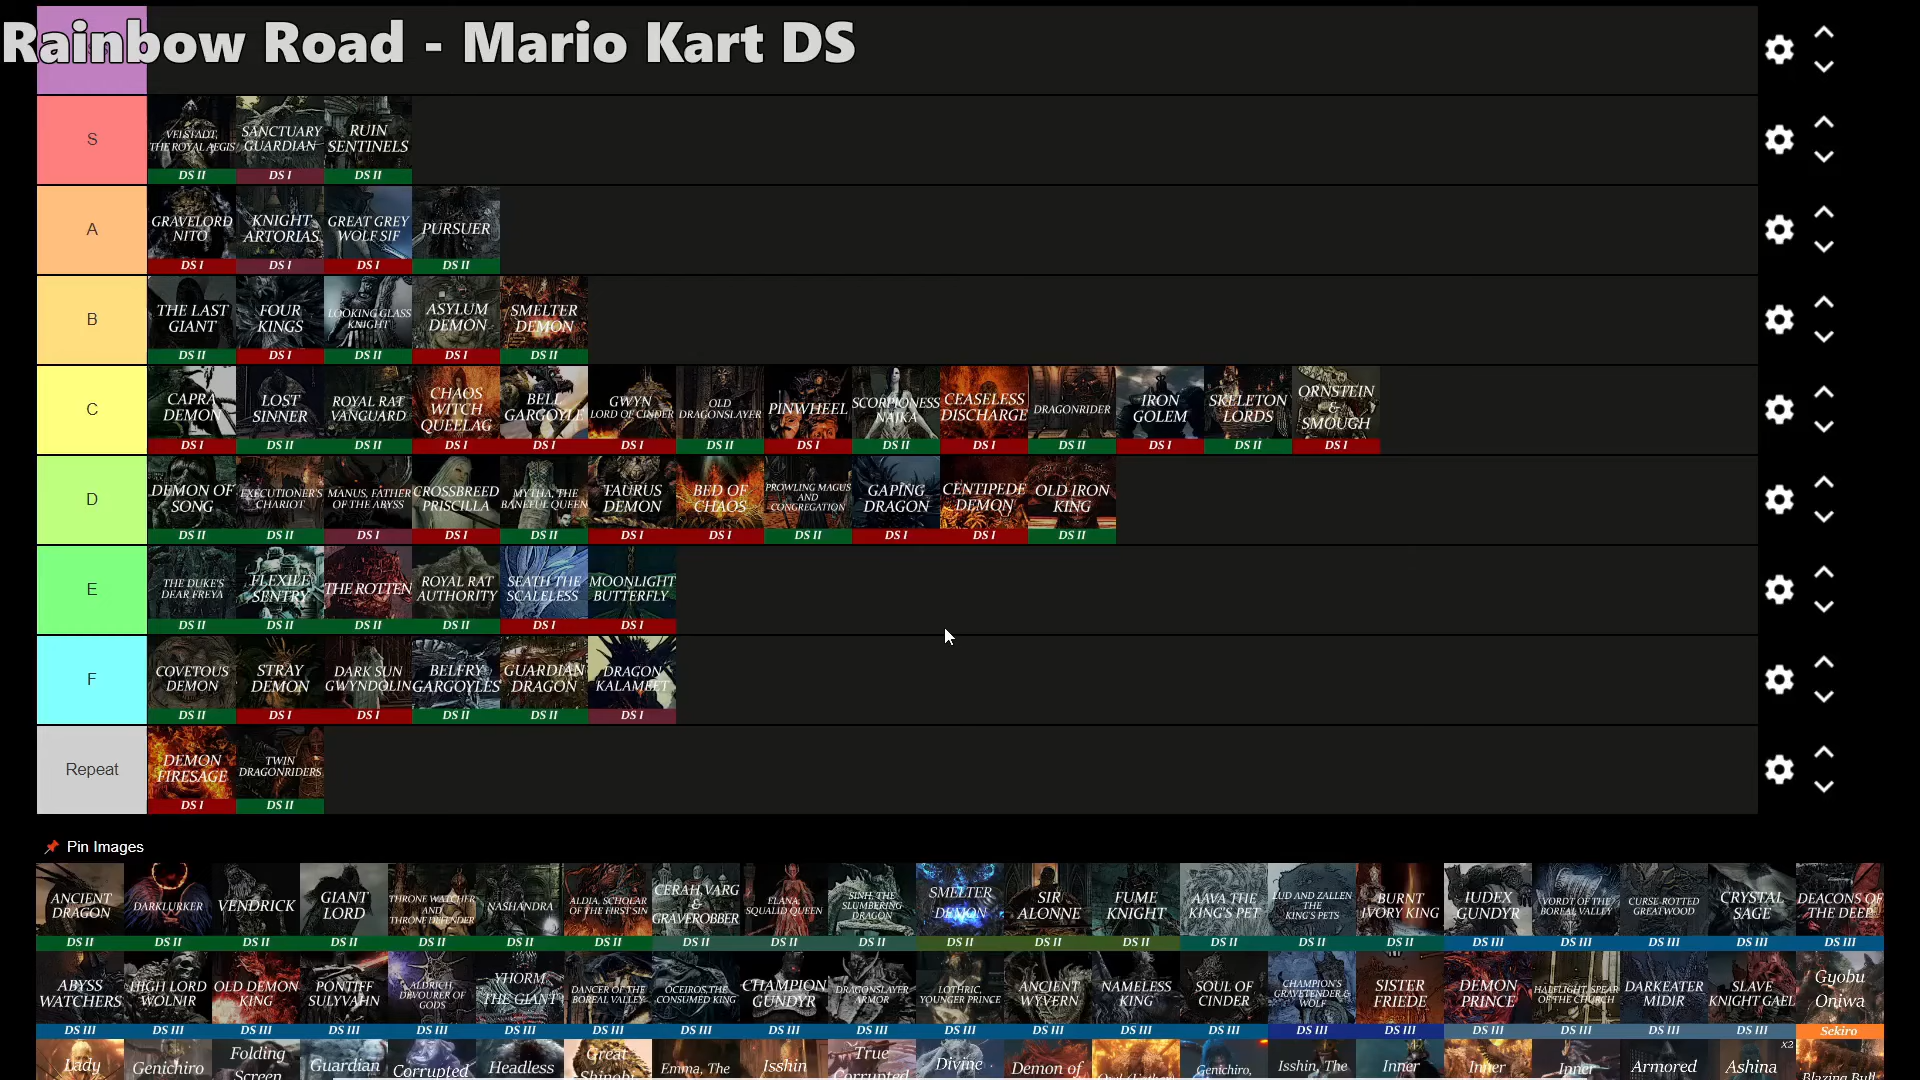 Rainbow Road - Mario Kart DS
S
VELSTADT, THE ROYAL AEGIS
DS II
SANCTUARY GUARDIAN
DS I
RUIN SENTINELS
DS II
A
GRAVELORD NITO
DS I
KNIGHT ARTORIAS
DS I
GREAT GREY WOLF SIF
DS I
PURSUER
DS II
B
THE LAST GIANT
DS II
FOUR KINGS
DS I
LOOKING GLASS KNIGHT
DS II
ASYLUM DEMON
DS I
SMELTER DEMON
DS II
C
CAPRA DEMON
DS I
LOST SINNER
DS II
ROYAL RAT VANGUARD
DS II
CHAOS WITCH QUEELAG
DS I
BELL GARGOYLE
DS I
GWYN LORD OF CINDER
DS I
OLD DRAGONSLAYER
DS II
PINWHEEL
DS I
SCORPIONESS NAJKA
DS II
CEASELESS DISCHARGE
DS I
DRAGONRIDER
DS II
IRON GOLEM
DS I
SKELETON LORDS
DS II
ORNSTEIN & SMOUGH
DS I
D
DEMON OF SONG
DS II
EXECUTIONER'S CHARIOT
DS II
MANUS, FATHER OF THE ABYSS
DS I
CROSSBREED PRISCILLA
DS I
MYTHA, THE BANEFUL QUEEN
DS II
TAURUS DEMON
DS I
BED OF CHAOS
DS I
PROWLING MAGUS AND CONGREGATION
DS II
GAPING DRAGON
DS I
CENTIPEDE DEMON
DS I
OLD IRON KING
DS II
E
THE DUKE'S DEAR FREYA
DS II
FLEXILE SENTRY
DS II
THE ROTTEN
DS II
ROYAL RAT AUTHORITY
DS II
SEATH THE SCALELESS
DS I
MOONLIGHT BUTTERFLY
DS I
F
COVETOUS DEMON
DS II
STRAY DEMON
DS I
DARK SUN GWYNDOLIN
DS I
BELFRY GARGOYLES
DS II
GUARDIAN DRAGON
DS II
DRAGON KALAMEET
DS I
Repeat
DEMON FIRESAGE
DS I
TWIN DRAGONRIDERS
DS II
Pin Images
ANCIENT DRAGON
DS II
DARKLURKER
DS II
VENDRICK
DS II
GIANT LORD
DS II
THRONE WATCHER AND THRONE DEFENDER
DS II
NASHANDRA
DS II
ALDIA, SCHOLAR OF THE FIRST SIN
DS II
CERAH, VARG & GRAVEROBBER
DS II
ELANA, SQUALID QUEEN
DS II
SINH, THE SLUMBERING DRAGON
DS II
SMELTER DEMON
DS II
SIR ALONNE
DS II
FUME KNIGHT
DS II
AAVA THE KING'S PET
DS II
LUD AND ZALLEN THE KING'S PETS
DS II
BURNT IVORY KING
DS II
IUDEX GUNDYR
DS III
VORDT OF THE BOREAL VALLEY
DS III
CURSE-ROTTED GREATWOOD
DS III
CRYSTAL SAGE
DS III
DEACONS OF THE DEEP
DS III
ABYSS WATCHERS
DS III
HIGH LORD WOLNIR
DS III
OLD DEMON KING
DS III
PONTIFF SULYVAHN
DS III
ALDRICH, DEVOURER OF GODS
DS III
YHORM THE GIANT
DS III
DANCER OF THE BOREAL VALLEY
DS III
OCEIROS, THE CONSUMED KING
DS III
CHAMPION GUNDYR
DS III
DRAGONSLAYER ARMOR
DS III
LOTHRIC, YOUNGER PRINCE
DS III
ANCIENT WYVERN
DS III
NAMELESS KING
DS III
SOUL OF CINDER
DS III
CHAMPION'S GRAVETENDER & WOLF
DS III
SISTER FRIEDE
DS III
DEMON PRINCE
DS III
HALFLIGHT, SPEAR OF THE CHURCH
DS III
DARKEATER MIDIR
DS III
SLAVE KNIGHT GAEL
DS III
Gyobu Oniwa
Sekiro
Lady
Genichiro
Folding Screen
Guardian
Corrupted
Headless
Great Shinobi
Emma, The
Isshin
True Corrupted
Divine
Demon of
Genichiro,
Isshin, The
Inner
Inner
Inner
Armored
Ashina
x2
Blazing Bull